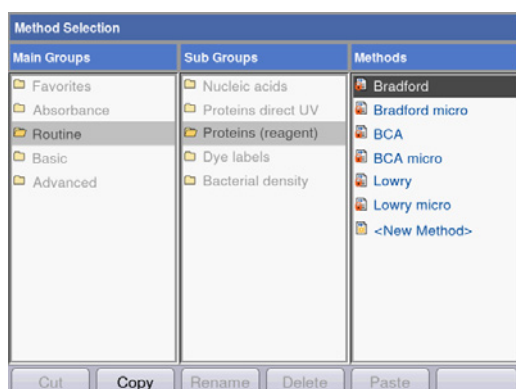 Method Selection
Main Groups
Favorites
Absorbance
Routine
Basic
Advanced
Sub Groups
Nucleic acids
Proteins direct UV
Proteins (reagent)
Dye labels
Bacterial density
Methods
Bradford
Bradford micro
BCA
BCA micro
Lowry
Lowry micro
<New Method>
Cut Copy Rename Delete Paste